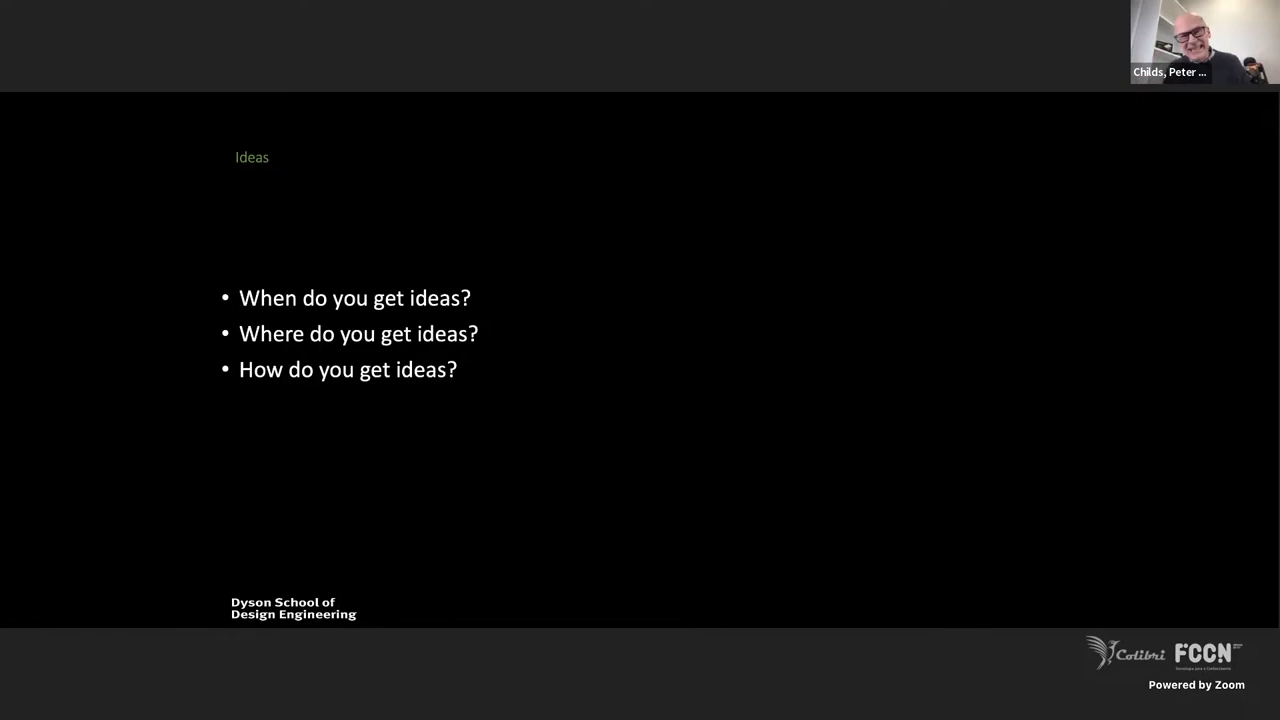 Childs, Peter ...
Ideas
• When do you get ideas?
• Where do you get ideas?
• How do you get ideas?
Dyson School of
Design Engineering
Colibri FCCN
Powered by Zoom